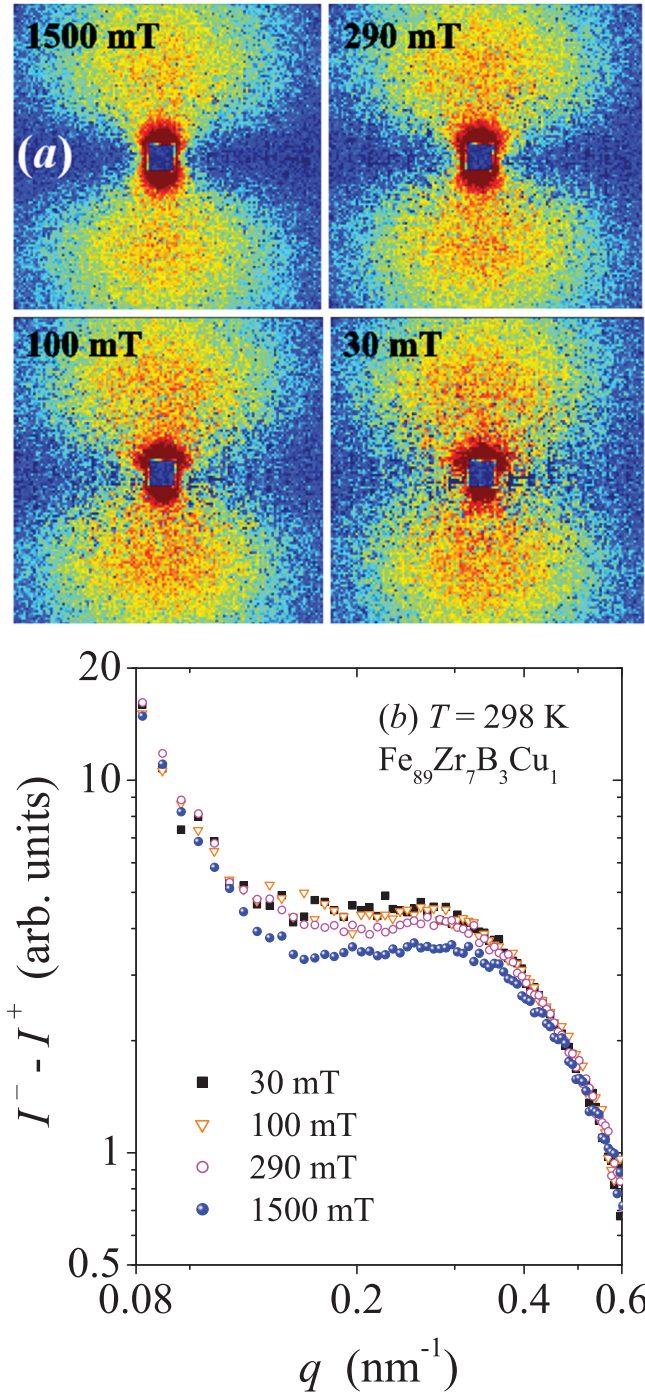 1500 mT
290 mT
(a)
100 mT
30 mT
20
10
1
0.5
I⁻ - I⁺ (arb. units)
(b) T = 298 K
Fe₈₉Zr₇B₃Cu₁
30 mT
100 mT
290 mT
1500 mT
0.08
0.2
0.4
0.6
q (nm⁻¹)